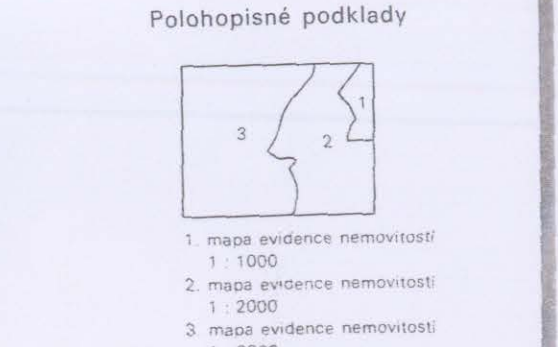 Polohopisné podklady
1
3
2
1. mapa evidence nemovitostí
1 : 1000
2. mapa evidence nemovitostí
1 : 2000
3. mapa evidence nemovitostí